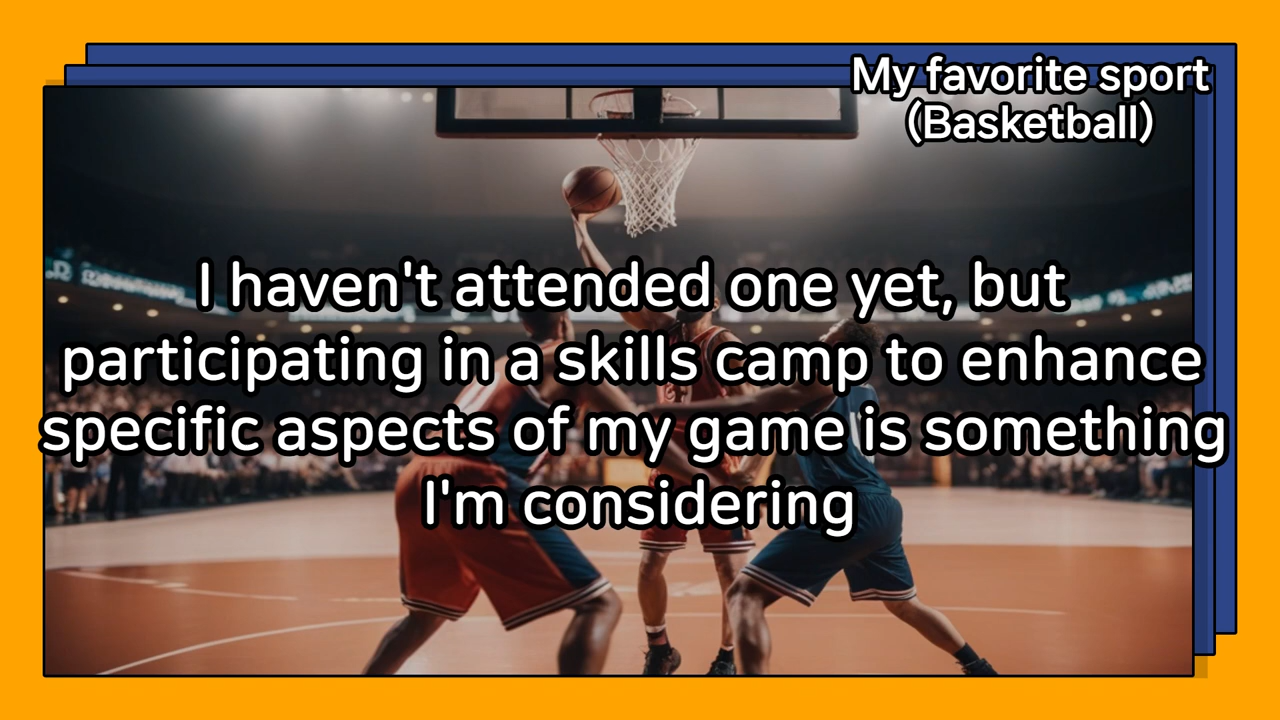 My favorite sport
(Basketball)
I haven't attended one yet, but
participating in a skills camp to enhance
specific aspects of my game is something
I'm considering